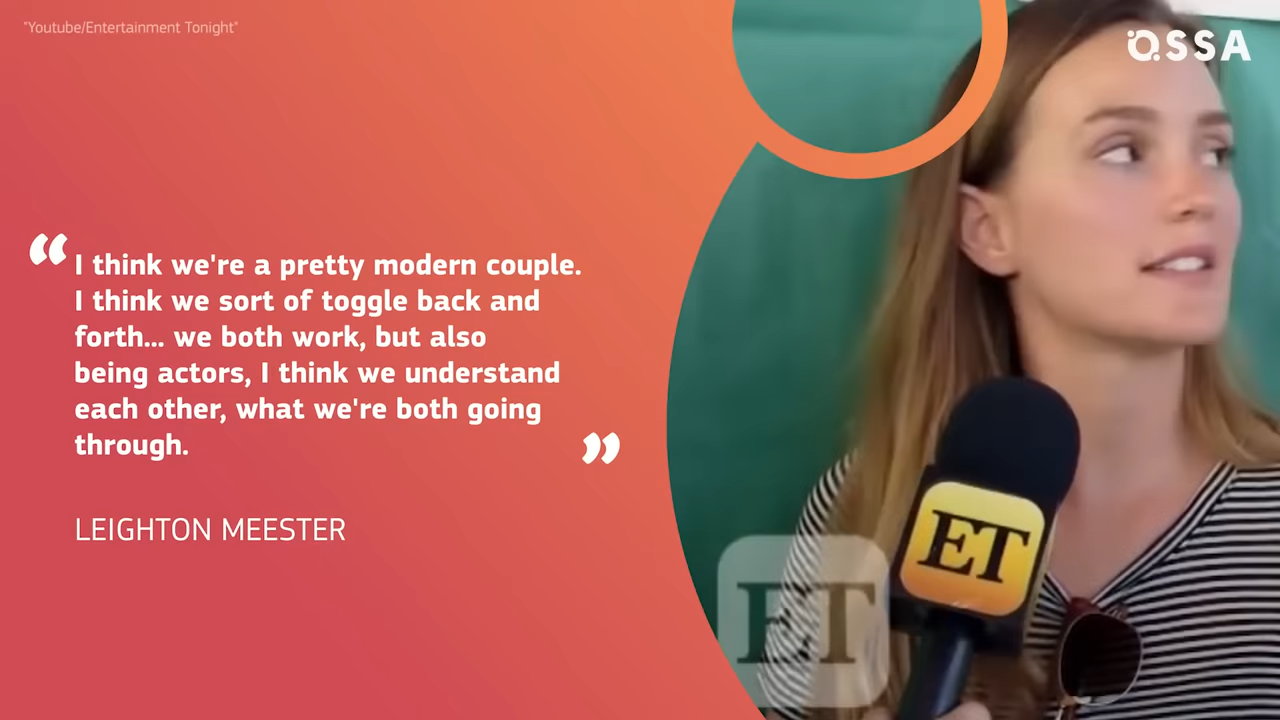 "Youtube/Entertainment Tonight"
OSSA
“I think we're a pretty modern couple.
I think we sort of toggle back and
forth... we both work, but also
being actors, I think we understand
each other, what we're both going
through.”
LEIGHTON MEESTER
ET
ET